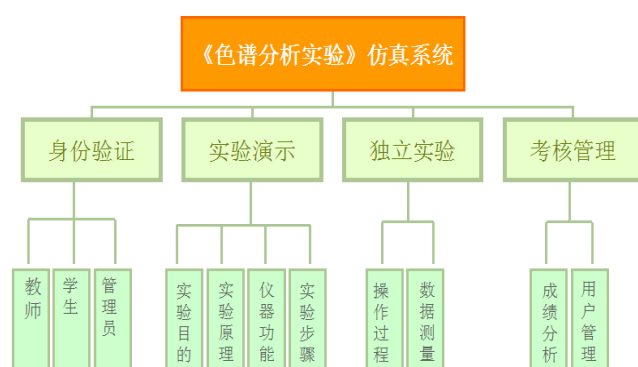 《色谱分析实验》仿真系统
身份验证
实验演示
独立实验
考核管理
教师
学生
管理员
实验目的
实验原理
仪器功能
实验步骤
操作过程
数据测量
成绩分析
用户管理